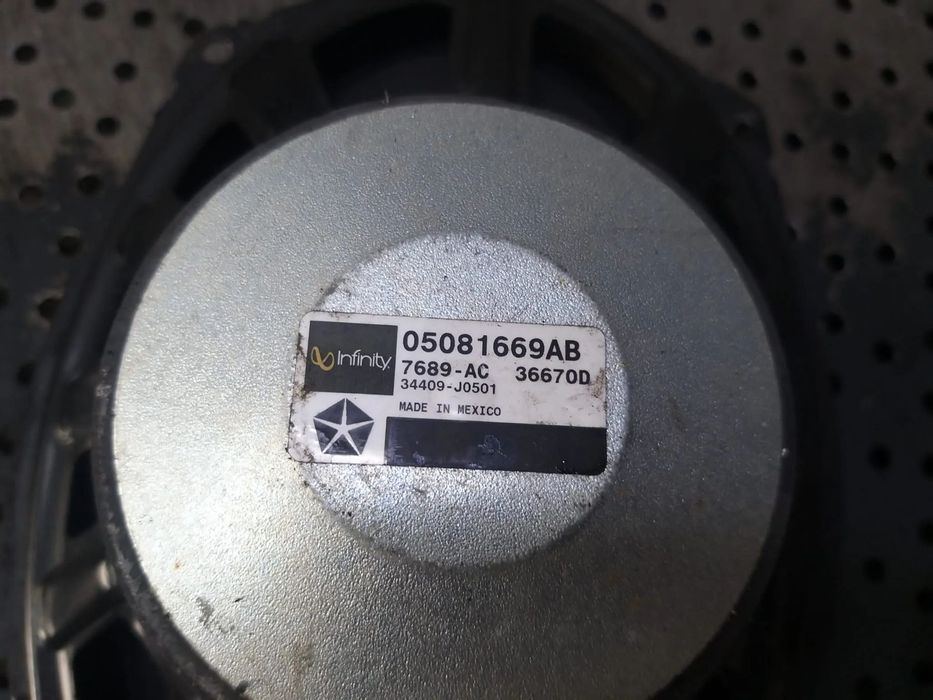 Infinity.
05081669AB
7689-AC 36670D
34409-J0501
MADE IN MEXICO